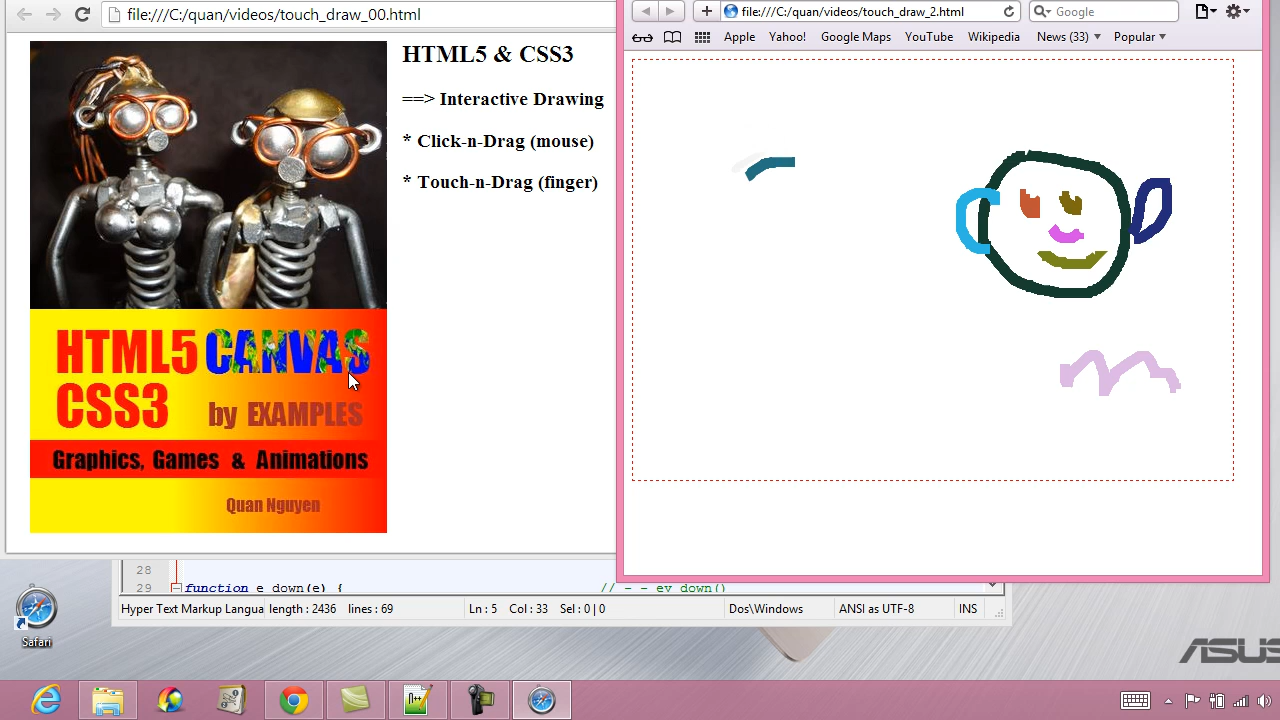 file:///C:/quan/videos/touch_draw_00.html
HTML5 & CSS3
==> Interactive Drawing
* Click-n-Drag (mouse)
* Touch-n-Drag (finger)
HTML5 CANVAS
CSS3 by EXAMPLES
Graphics, Games & Animations
Quan Nguyen
file:///C:/quan/videos/touch_draw_2.html
Google
Apple Yahoo! Google Maps YouTube Wikipedia News (33) Popular
28
29 function e_down(e) { // - - ev_down()
Hyper Text Markup Langua length : 2436 lines : 69 Ln : 5 Col : 33 Sel : 0 | 0 Dos\Windows ANSI as UTF-8 INS
Safari
ASUS